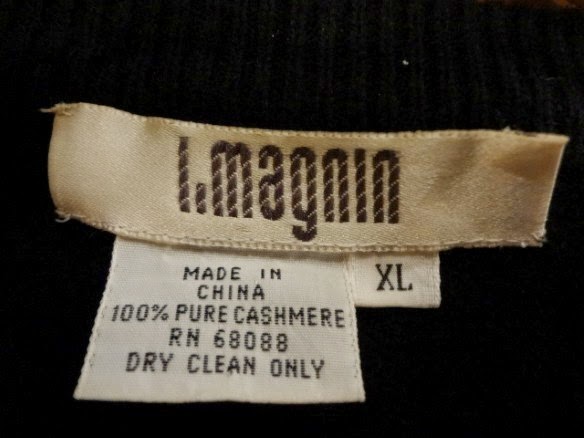 I.magnin
XL
MADE IN
CHINA
100% PURE CASHMERE
RN 68088
DRY CLEAN ONLY